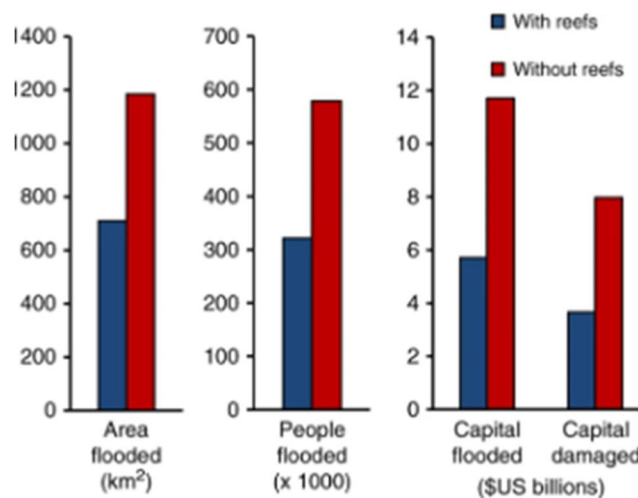 With reefs
Without reefs
1400
1200
1000
800
600
400
200
0
700
600
500
400
300
200
100
0
14
12
10
8
6
4
2
0
Area
flooded
(km²)
People
flooded
(x 1000)
Capital
flooded
Capital
damaged
($US billions)